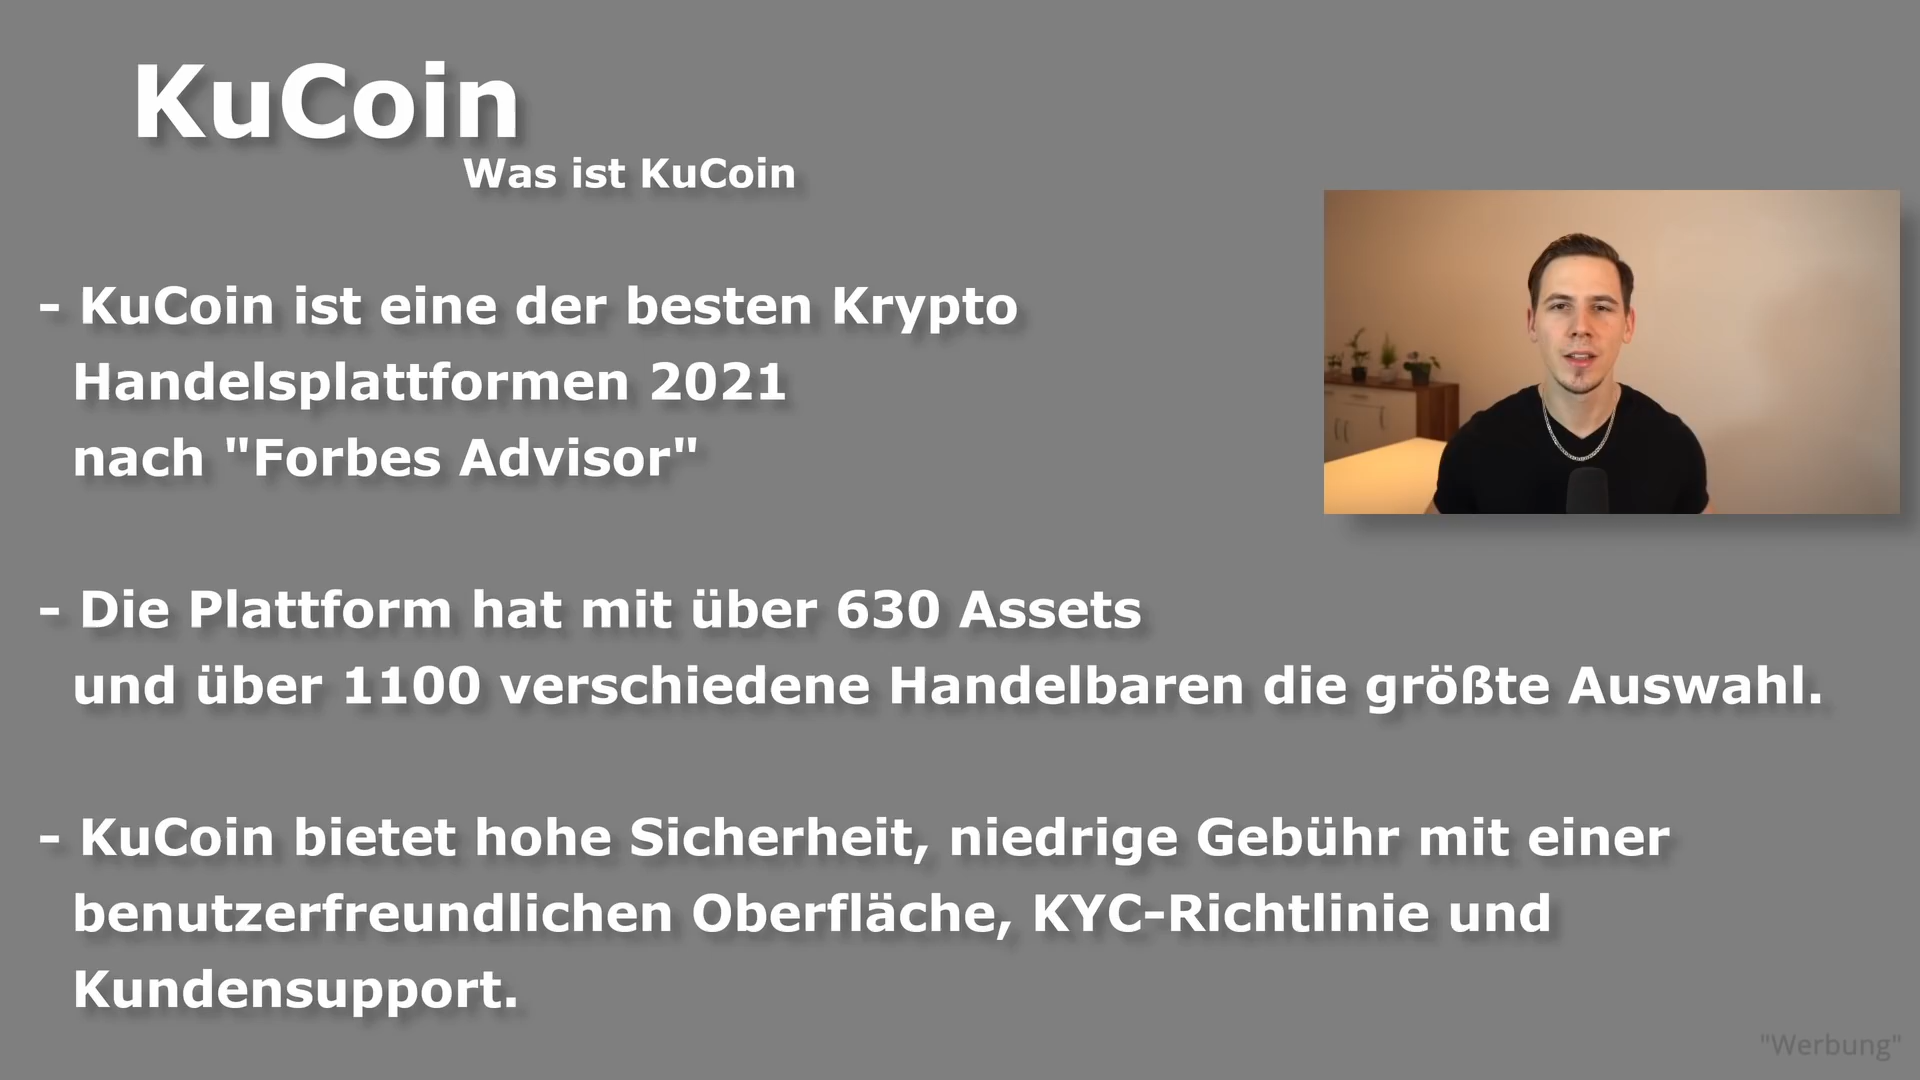 KuCoin
Was ist KuCoin
- KuCoin ist eine der besten Krypto
Handelsplattformen 2021
nach "Forbes Advisor"
- Die Plattform hat mit über 630 Assets
und über 1100 verschiedene Handelbaren die größte Auswahl.
- KuCoin bietet hohe Sicherheit, niedrige Gebühr mit einer
benutzerfreundlichen Oberfläche, KYC-Richtlinie und
Kundensupport.
"Werbung"